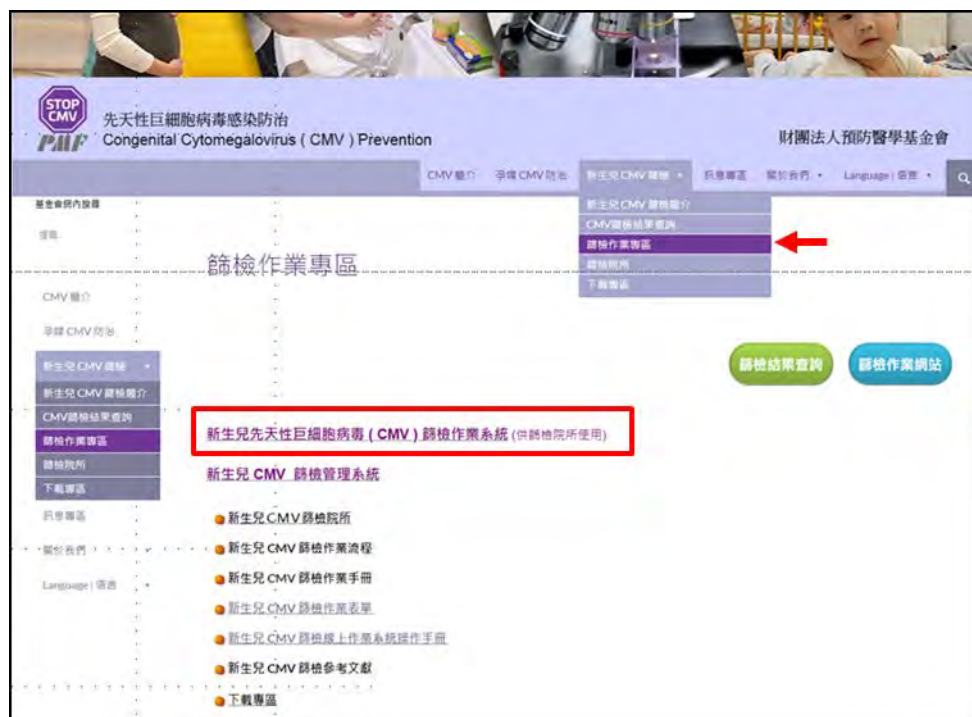 STOP
CMV
PMF
先天性巨細胞病毒感染防治
Congenital Cytomegalovirus ( CMV ) Prevention
財團法人預防醫學基金會
CMV 簡介
孕婦 CMV 防治
新生兒 CMV 篩檢
訊息專區
關於我們
Language | 語言
基金會網內搜尋
搜尋
新生兒 CMV 篩檢簡介
CMV篩檢結果查詢
篩檢作業專區
篩檢院所
下載專區
篩檢作業專區
CMV 簡介
孕婦 CMV 防治
新生兒 CMV 篩檢
新生兒 CMV 篩檢簡介
CMV篩檢結果查詢
篩檢作業專區
篩檢院所
下載專區
訊息專區
關於我們
Language | 語言
篩檢結果查詢
篩檢作業網站
新生兒先天性巨細胞病毒 ( CMV ) 篩檢作業系統 (供篩檢院所使用)
新生兒 CMV 篩檢管理系統
新生兒 CMV 篩檢院所
新生兒 CMV 篩檢作業流程
新生兒 CMV 篩檢作業手冊
新生兒 CMV 篩檢作業表單
新生兒 CMV 篩檢線上作業系統操作手冊
新生兒 CMV 篩檢參考文獻
下載專區